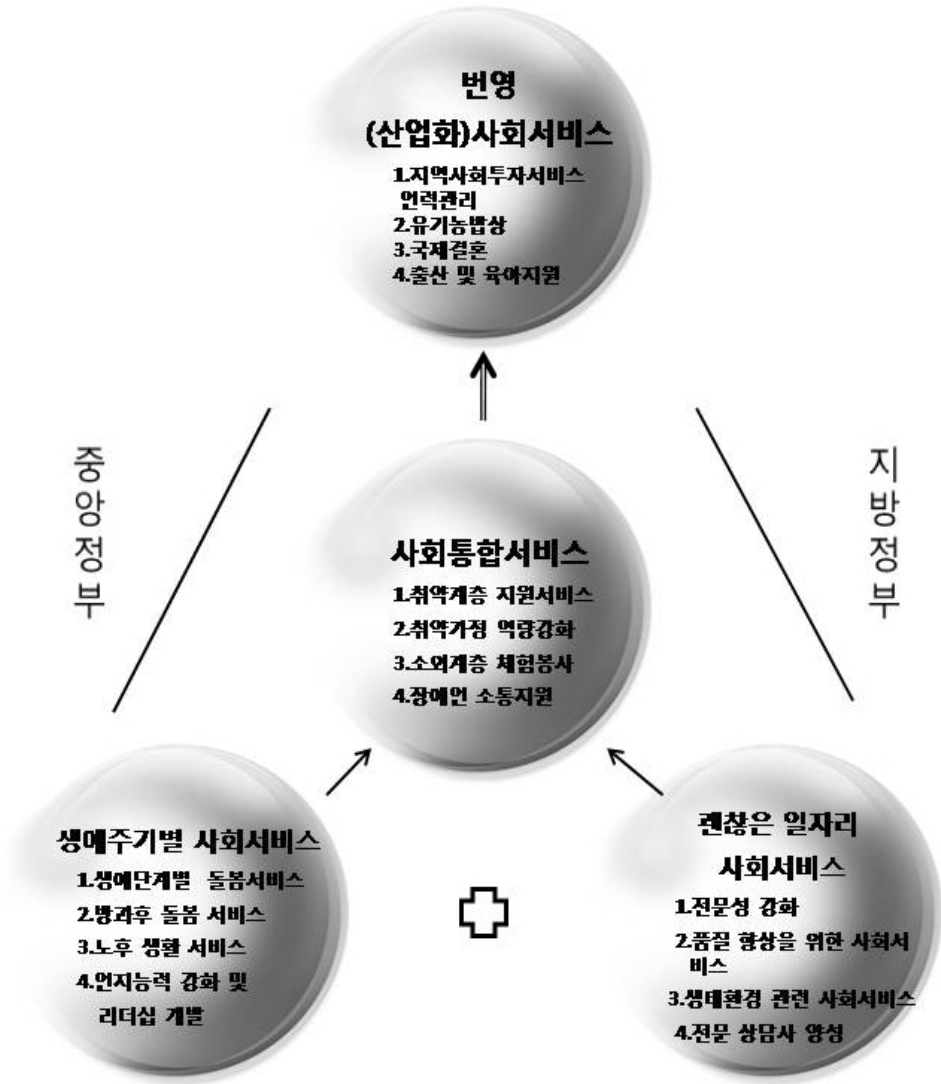 번영
(산업화)사회서비스
1.지역사회투자서비스
인력관리
2.유기농밥상
3.국제결혼
4.출산 및 육아지원
중앙정부
지방정부
사회통합서비스
1.취약계층 지원서비스
2.취약가정 역량강화
3.소외계층 체험봉사
4.장애인 소통지원
생애주기별 사회서비스
1.생애단계별 돌봄서비스
2.방과후 돌봄 서비스
3.노후 생활 서비스
4.인지능력 강화 및
리더십 개발
괜찮은 일자리
사회서비스
1.전문성 강화
2.품질 향상을 위한 사회서
비스
3.생태환경 관련 사회서비스
4.전문 상담사 양성